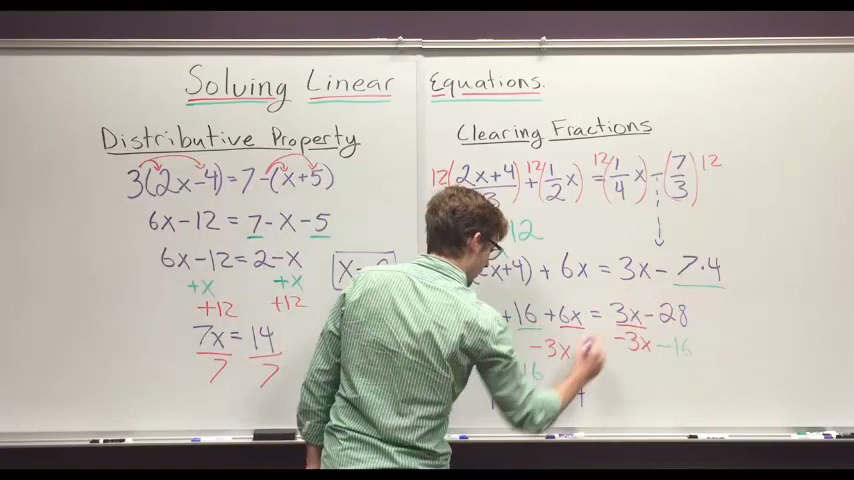 Solving Linear Equations.
Distributive Property
3(2x-4)=7-(x+5)
6x-12=7-x-5
6x-12=2-x
+x +x
+12 +12
7x=14
7 7
Clearing Fractions
12(2x+4)+12(1/2x)=12(1/4x)-(7/3)12
12
x+4)+6x=3x-7·4
+16+6x=3x-28
-3x -3x-16
16